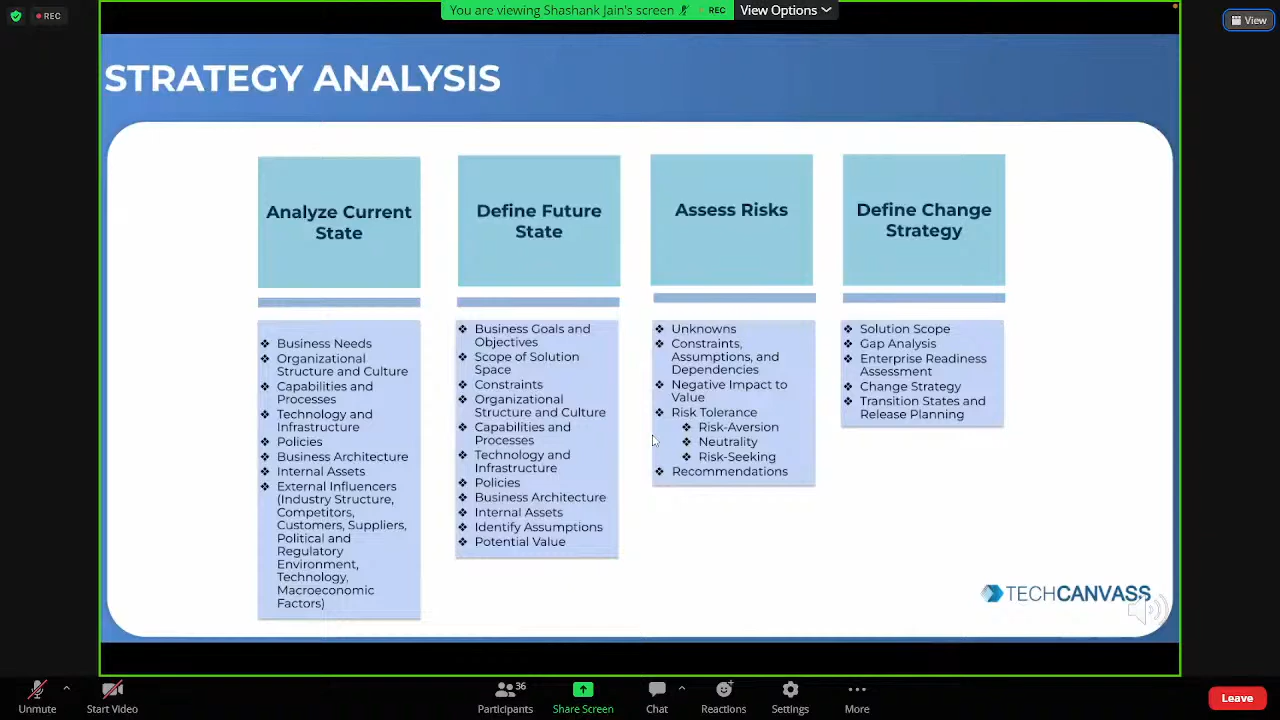 REC
You are viewing Shashank Jain's screen
REC
View Options
View
STRATEGY ANALYSIS
Analyze Current
State
Business Needs
Organizational
Structure and Culture
Capabilities and
Processes
Technology and
Infrastructure
Policies
Business Architecture
Internal Assets
External Influencers
(Industry Structure,
Competitors,
Customers, Suppliers,
Political and
Regulatory
Environment,
Technology,
Macroeconomic
Factors)
Define Future
State
Business Goals and
Objectives
Scope of Solution
Space
Constraints
Organizational
Structure and Culture
Capabilities and
Processes
Technology and
Infrastructure
Policies
Business Architecture
Internal Assets
Identify Assumptions
Potential Value
Assess Risks
Unknowns
Constraints,
Assumptions, and
Dependencies
Negative Impact to
Value
Risk Tolerance
Risk-Aversion
Neutrality
Risk-Seeking
Recommendations
Define Change
Strategy
Solution Scope
Gap Analysis
Enterprise Readiness
Assessment
Change Strategy
Transition States and
Release Planning
TECHCANVASS
Unmute
Start Video
36
Participants
Share Screen
Chat
Reactions
Settings
More
Leave